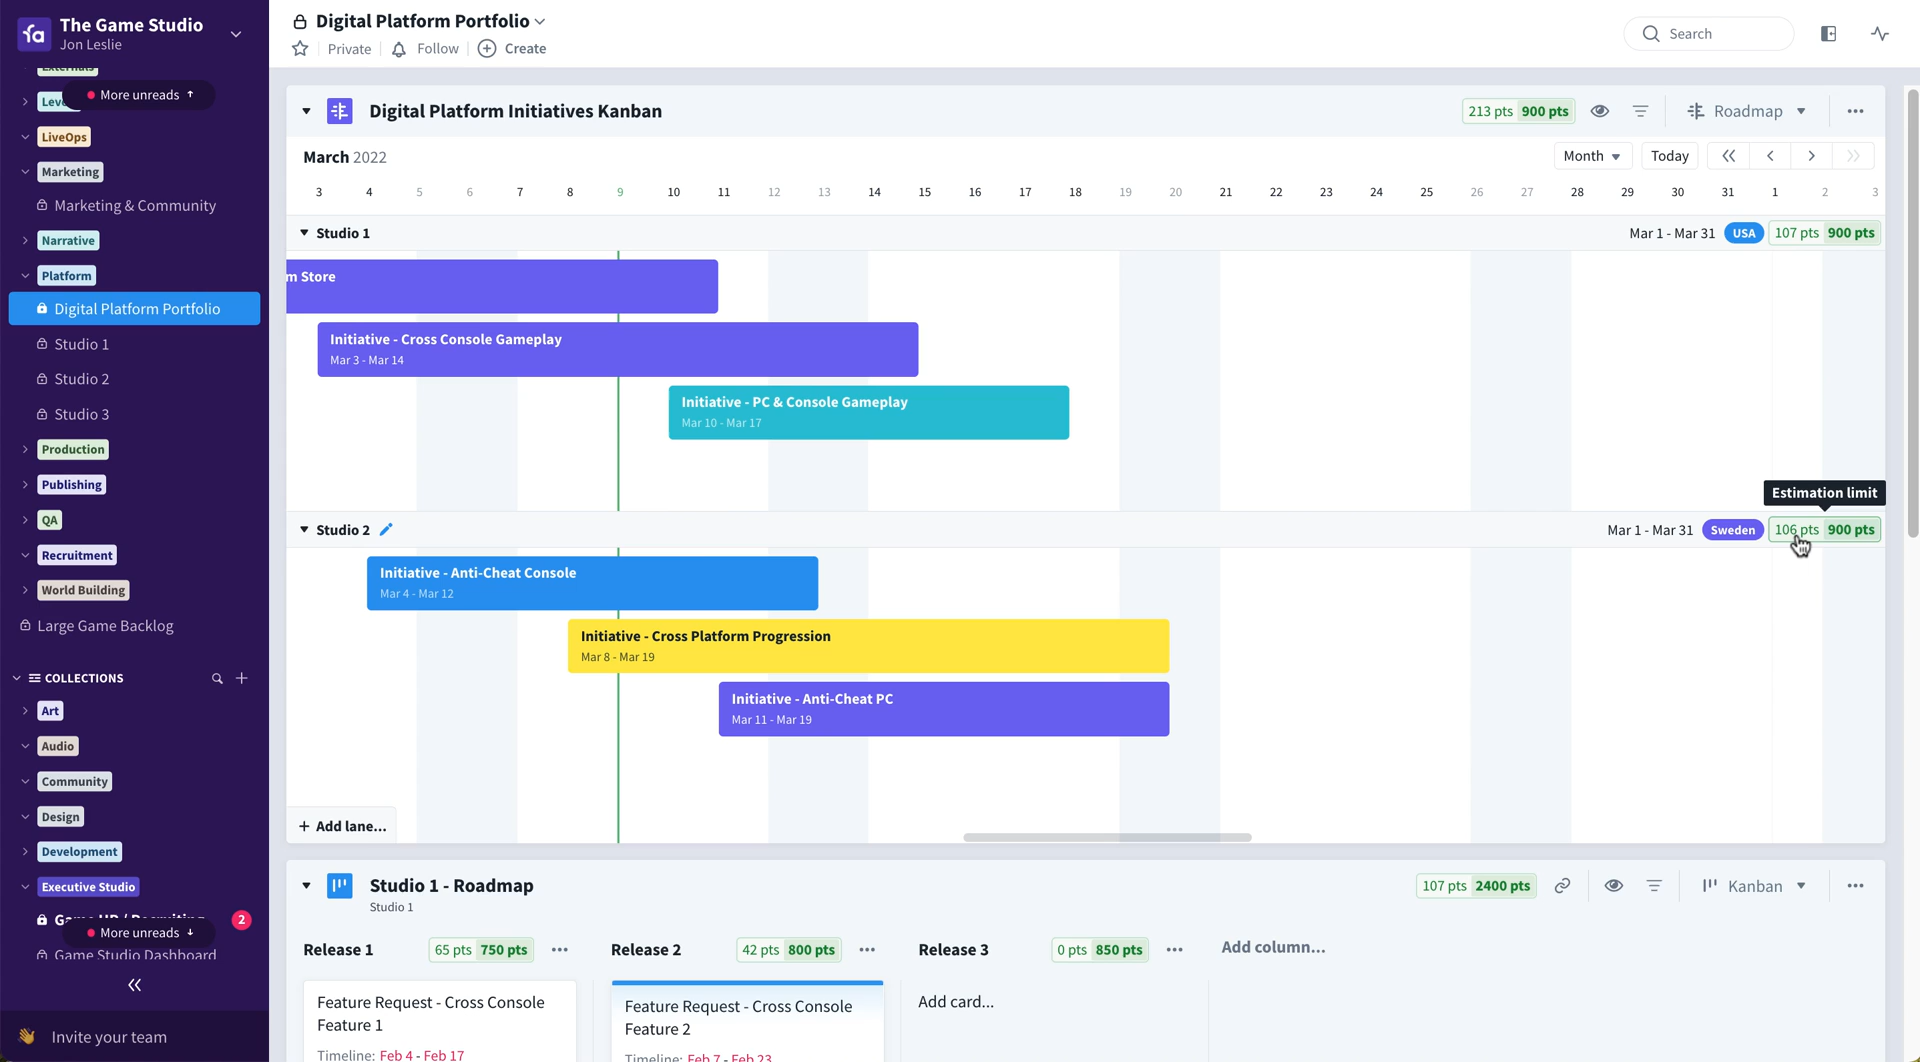 The Game Studio
Jon Leslie
Externals
More unreads ↑
LiveOps
Marketing
Marketing & Community
Narrative
Platform
Digital Platform Portfolio
Studio 1
Studio 2
Studio 3
Production
Publishing
QA
Recruitment
World Building
Large Game Backlog
COLLECTIONS
Art
Audio
Community
Design
Development
Executive Studio
2
More unreads ↓
Game Studio Dashboard
Invite your team
Digital Platform Portfolio
Private Follow Create
Search
Digital Platform Initiatives Kanban
213 pts 900 pts
Roadmap
March 2022
Month Today
3 4 5 6 7 8 9 10 11 12 13 14 15 16 17 18 19 20 21 22 23 24 25 26 27 28 29 30 31 1 2 3
Studio 1
Mar 1 - Mar 31 USA 107 pts 900 pts
m Store
Initiative - Cross Console Gameplay
Mar 3 - Mar 14
Initiative - PC & Console Gameplay
Mar 10 - Mar 17
Estimation limit
Studio 2
Mar 1 - Mar 31 Sweden 106 pts 900 pts
Initiative - Anti-Cheat Console
Mar 4 - Mar 12
Initiative - Cross Platform Progression
Mar 8 - Mar 19
Initiative - Anti-Cheat PC
Mar 11 - Mar 19
+ Add lane...
Studio 1 - Roadmap
Studio 1
107 pts 2400 pts
Kanban
Release 1 65 pts 750 pts
Release 2 42 pts 800 pts
Release 3 0 pts 850 pts
Add column...
Feature Request - Cross Console
Feature 1
Timeline: Feb 4 - Feb 17
Feature Request - Cross Console
Feature 2
Timeline: Feb 7 - Feb 23
Add card...